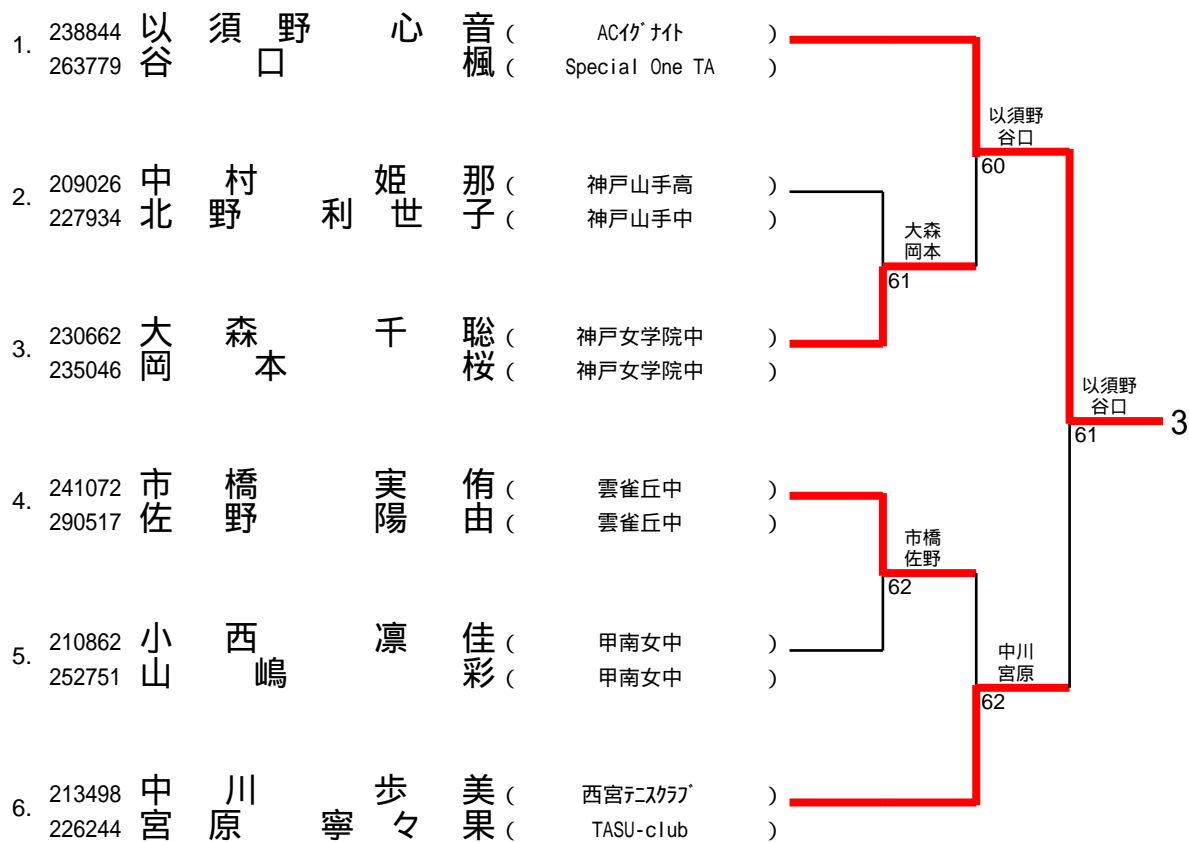 1. 238844 以須野 心音 ( ACイグナイト )
263779 谷口 楓 ( Special One TA )
以須野
谷口
60
2. 209026 中村 姫那 ( 神戸山手高 )
227934 北野 利世子 ( 神戸山手中 )
大森
岡本
61
3. 230662 大森 千聡 ( 神戸女学院中 )
235046 岡本 桜 ( 神戸女学院中 )
以須野
谷口
61
3
4. 241072 市橋 実侑 ( 雲雀丘中 )
290517 佐野 陽由 ( 雲雀丘中 )
市橋
佐野
62
5. 210862 小西 凛佳 ( 甲南女中 )
252751 山嶋 彩 ( 甲南女中 )
中川
宮原
62
6. 213498 中川 歩美 ( 西宮テニスクラブ )
226244 宮原 寧々果 ( TASU-club )